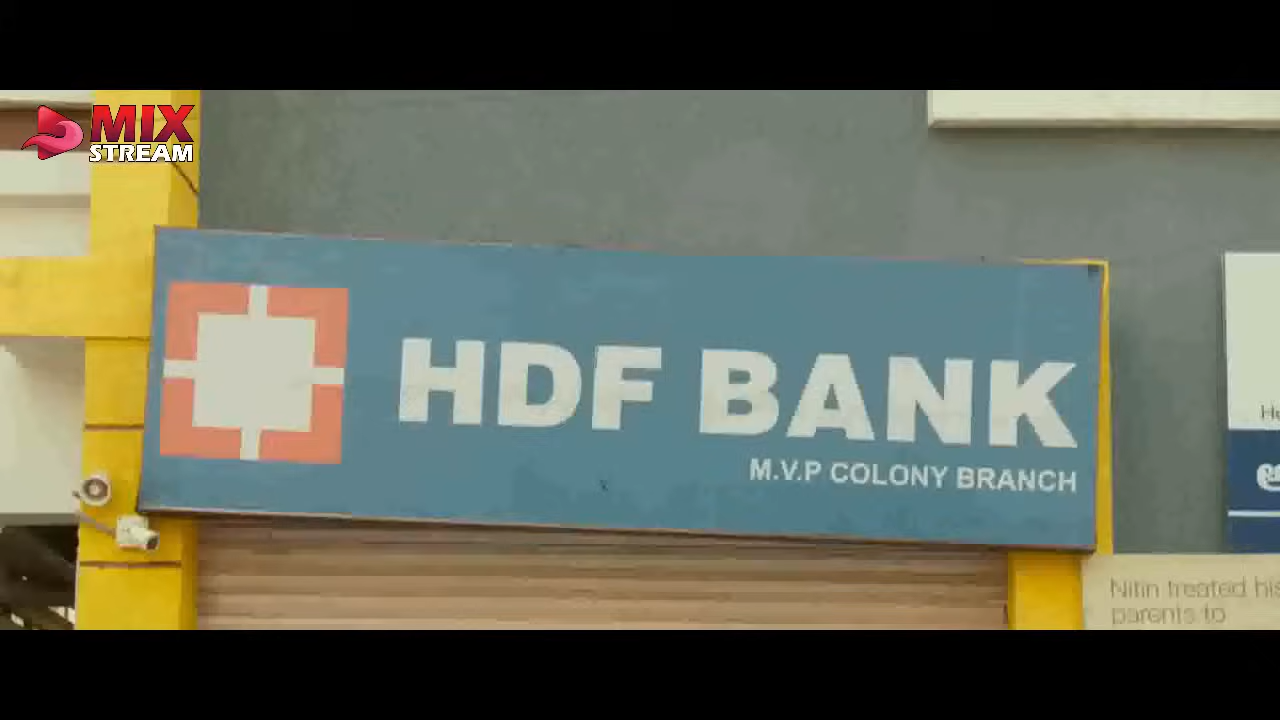 MIX
STREAM
HDF BANK
M.V.P COLONY BRANCH
Nitin treated his
parents to